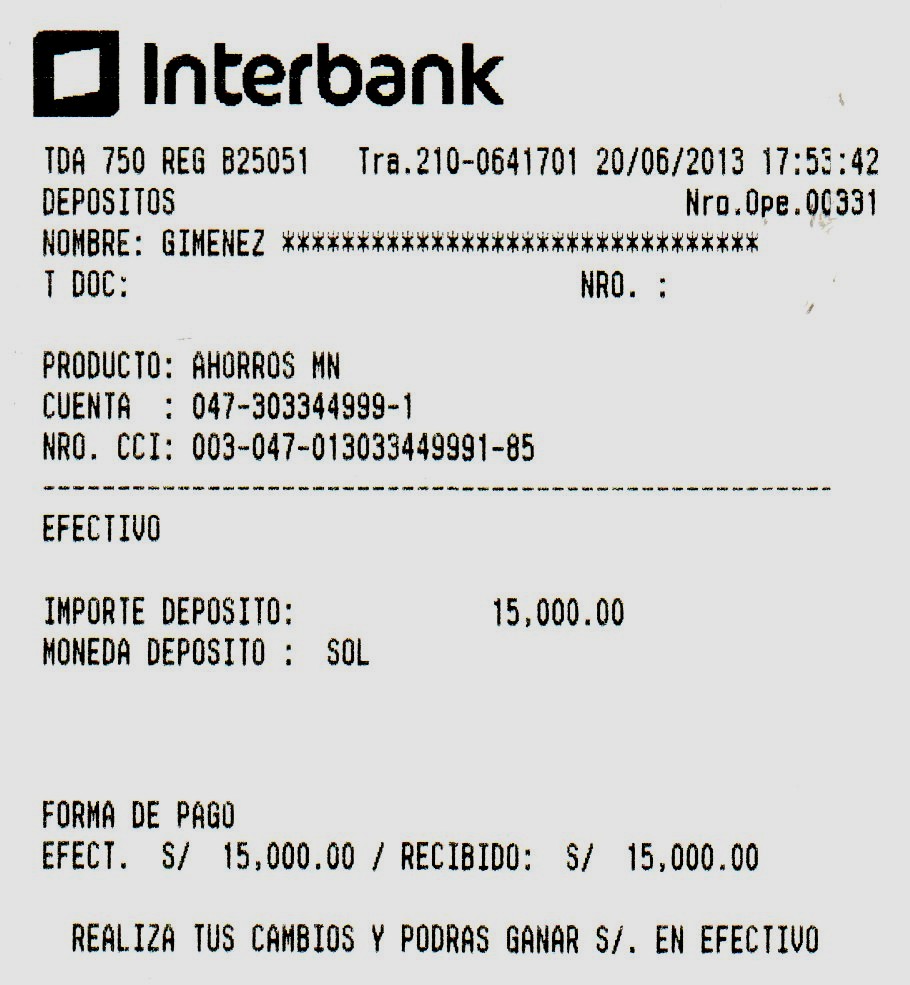 Interbank
TDA 750 REG B25051 Tra.210-0641701 20/06/2013 17:53:42
DEPOSITOS Nro.Ope.00331
NOMBRE: GIMENEZ ********************************
T DOC: NRO. :
PRODUCTO: AHORROS MN
CUENTA : 047-303344999-1
NRO. CCI: 003-047-013033449991-85
-----------------------------------------------------
EFECTIVO
IMPORTE DEPOSITO: 15,000.00
MONEDA DEPOSITO : SOL
FORMA DE PAGO
EFECT. S/ 15,000.00 / RECIBIDO: S/ 15,000.00
REALIZA TUS CAMBIOS Y PODRAS GANAR S/. EN EFECTIVO